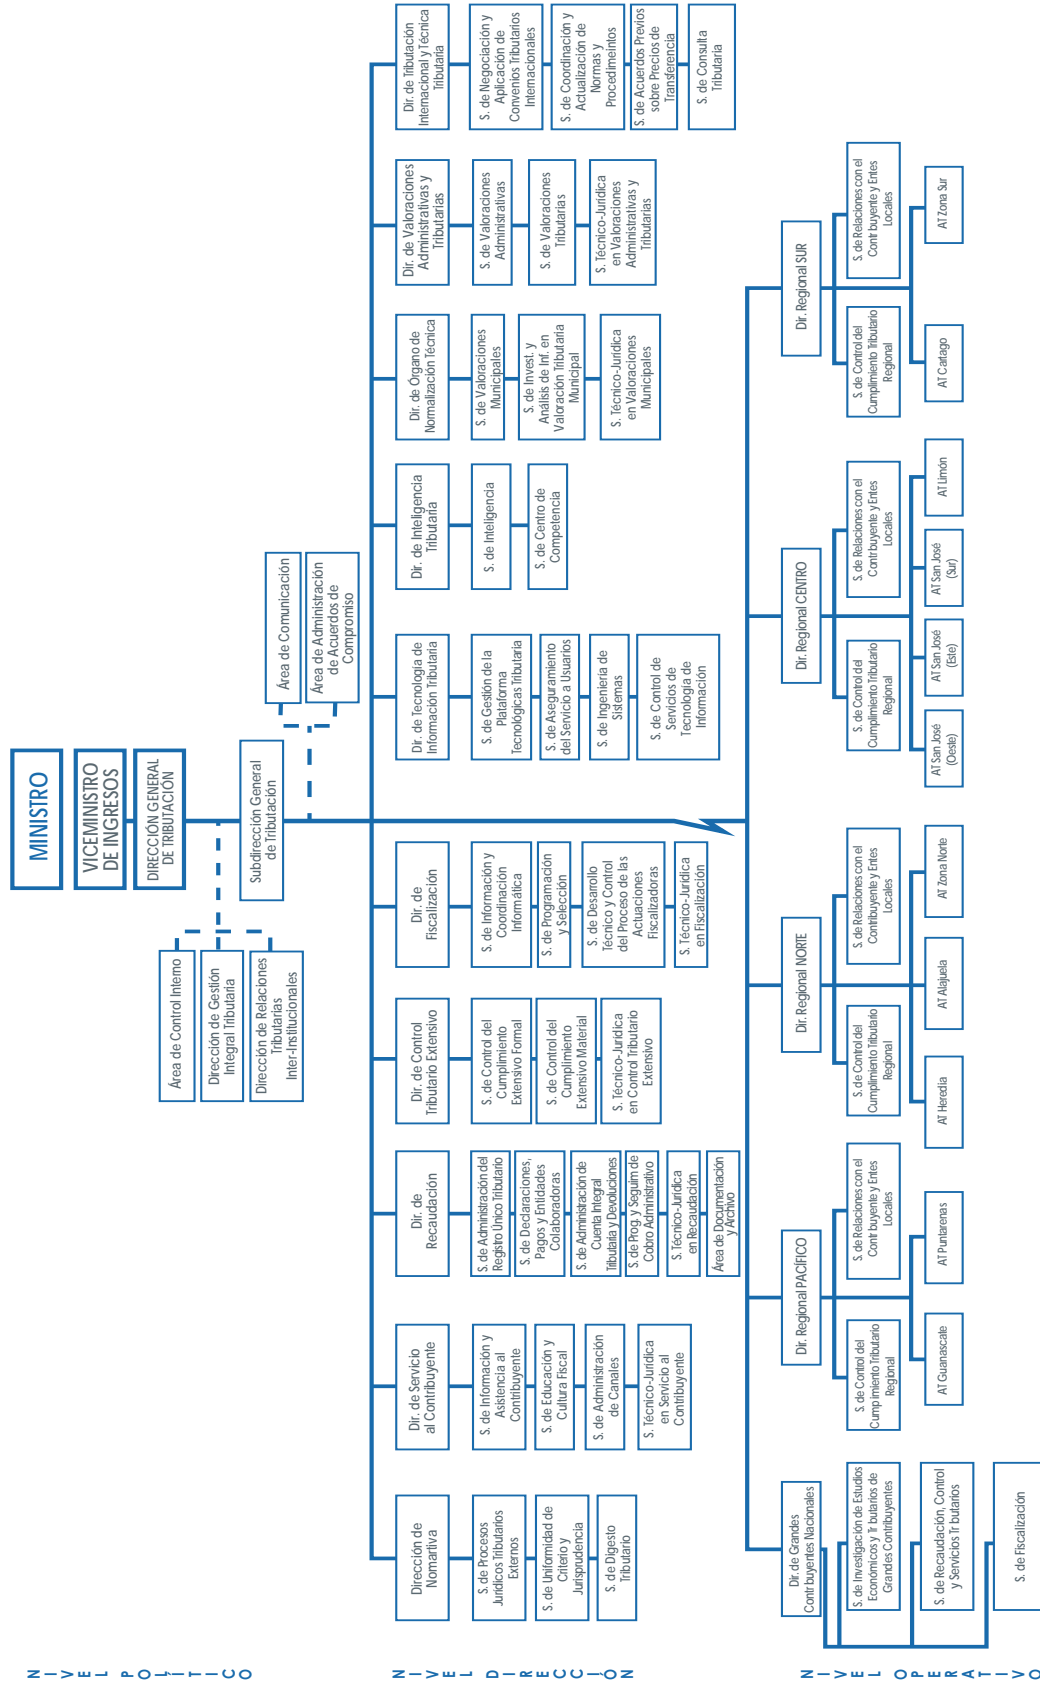 MINISTRO
VICEMINISTRO
DE INGRESOS
DIRECCIÓN GENERAL
DE TRIBUTACIÓN
Subdirección General
de Tributación
Área de Control Interno
Dirección de Gestión
Integral Tributaria
Dirección de Relaciones
Tributarias
Inter-Institucionales
Área de Comunicación
Área de Administración
de Acuerdos de
Compromiso
Dirección de
Nomartiva
S. de Procesos
Jurídicos Tributarios
Externos
S. de Uniformidad de
Criterio y
Jurisprudencia
S. de Digesto
Tributario
Dir. de Servicio
al Contribuyente
S. de Información y
Asistencia al
Contribuyente
S. de Educación y
Cultura Fiscal
S. de Administración
de Canales
S. Técnico-Jurídica
en Servicio al
Contribuyente
Dir. de
Recaudación
S. de Administración del
Registro Único Tributario
S. de Declaraciones,
Pagos y Entidades
Colaboradoras
S. de Administración de
Cuenta Integral
Tributaria y Devoluciones
S. de Prog. y Seguim de
Cobro Administrativo
S. Técnico-Jurídica
en Recaudación
Área de Documentación
y Archivo
Dir. de Control
Tributario Extensivo
S. de Control del
Cumplimiento
Extensivo Formal
S. de Control del
Cumplimiento
Extensivo Material
S. Técnico-Jurídica
en Control Tributario
Extensivo
Dir. de
Fiscalización
S. de Información y
Coordinación
Informática
S. de Programación
y Selección
S. de Desarrollo
Técnico y Control
del Proceso de las
Actuaciones
Fiscalizadoras
S. Técnico-Jurídica
en Fiscalización
Dir. de Tecnología de
Información Tributaria
S. de Gestión de la
Plataforma
Tecnológicas Tributaria
S. de Aseguramiento
del Servicio a Usuarios
S. de Ingeniería de
Sistemas
S. de Control de
Servicios de
Tecnología de
Información
Dir. de Inteligencia
Tributaria
S. de Inteligencia
S. de Centro de
Competencia
Dir. de Órgano de
Normalización Técnica
S. de Valoraciones
Municipales
S. de Invest. y
Análisis de Inf. en
Valoración Tributaria
Municipal
S. Técnico-Jurídica
en Valoraciones
Municipales
Dir. de Valoraciones
Administrativas y
Tributarias
S. de Valoraciones
Administrativas
S. de Valoraciones
Tributarias
S. Técnico-Jurídica
en Valoraciones
Administrativas y
Tributarias
Dir. de Tributación
Internacional y Técnica
Tributaria
S. de Negociación y
Aplicación de
Convenios Tributarios
Internacionales
S. de Coordinación y
Actualización de
Normas y
Procedimeintos
S. de Acuerdos Previos
sobre Precios de
Transferencia
S. de Consulta
Tributaria
Dir. de Grandes
Contr buyentes Nacionales
S. de Investigación de Estudios
Económicos y Tr butarios de
Grandes Contribuyentes
S. de Recaudación, Control
y Servicios Tr butarios
S. de Fiscalización
Dir. Regional PACÍFICO
S. de Control del
Cump imiento Tributario
Regional
S. de Relaciones con el
Contr buyente y Entes
Locales
AT Guanascate
AT Puntarenas
Dir. Regional NORTE
S. de Control del
Cumplimiento Tributario
Regional
S. de Relaciones con el
Contribuyente y Entes
Locales
AT Heredia
AT Alajuela
AT Zona Norte
Dir. Regional CENTRO
S. de Control del
Cumplimiento Tributario
Regional
S. de Relaciones con el
Contr buyente y Entes
Locales
AT San José
(Oeste)
AT San José
(Este)
AT San José
(Sur)
AT Limón
Dir. Regional SUR
S. de Control del
Cumplimiento Tributario
Regional
S. de Relaciones con el
Contr buyente y Entes
Locales
AT Cartago
AT Zona Sur
NIVEL POLÍTICO
NIVEL DIRECCIÓN
NIVEL OPERATIVO